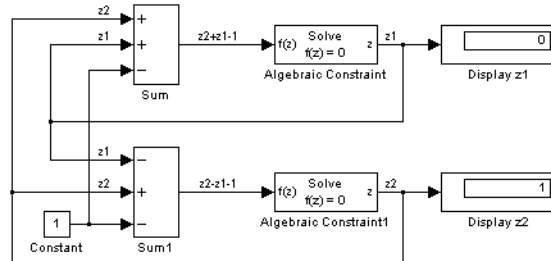 z2
+
z1
+
−
Sum
z2+z1-1
f(z)
Solve
f(z) = 0
z
Algebraic Constraint
z1
0
Display z1
z1
−
z2
+
−
Sum1
1
Constant
z2-z1-1
f(z)
Solve
f(z) = 0
z
Algebraic Constraint1
z2
1
Display z2